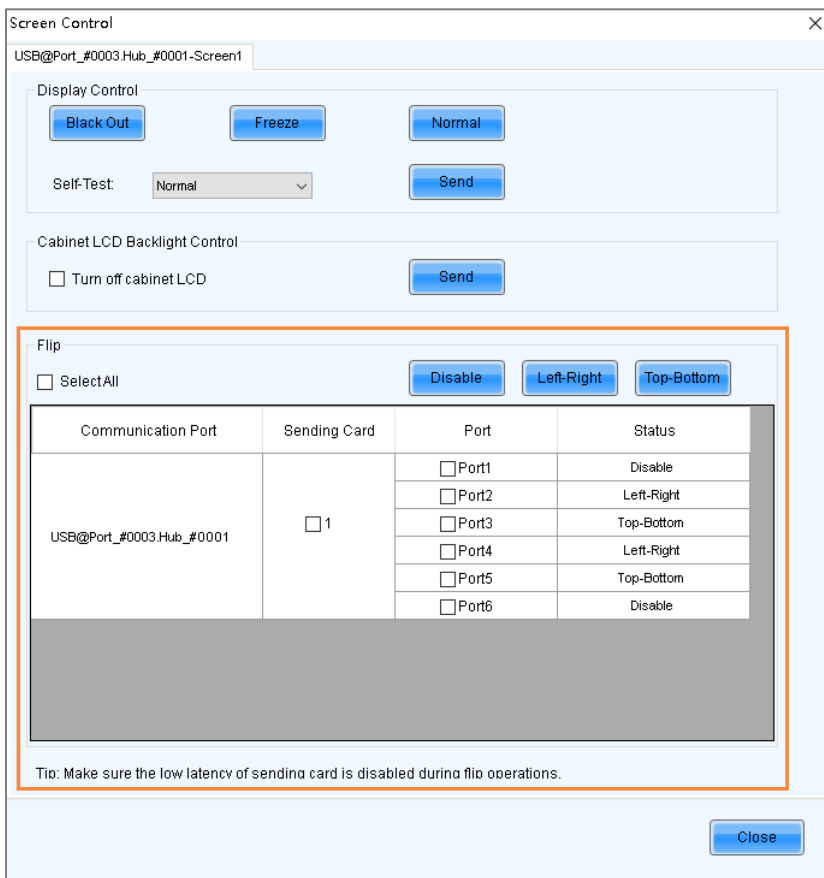 Screen Control
USB@Port_#0003.Hub_#0001-Screen1
Display Control
Black Out Freeze Normal
Self-Test: Normal Send
Cabinet LCD Backlight Control
Turn off cabinet LCD Send
Flip
Select All Disable Left-Right Top-Bottom
Communication Port Sending Card Port Status
Port1 Disable
Port2 Left-Right
Port3 Top-Bottom
USB@Port_#0003.Hub_#0001 1
Port4 Left-Right
Port5 Top-Bottom
Port6 Disable
Tip: Make sure the low latency of sending card is disabled during flip operations.
Close